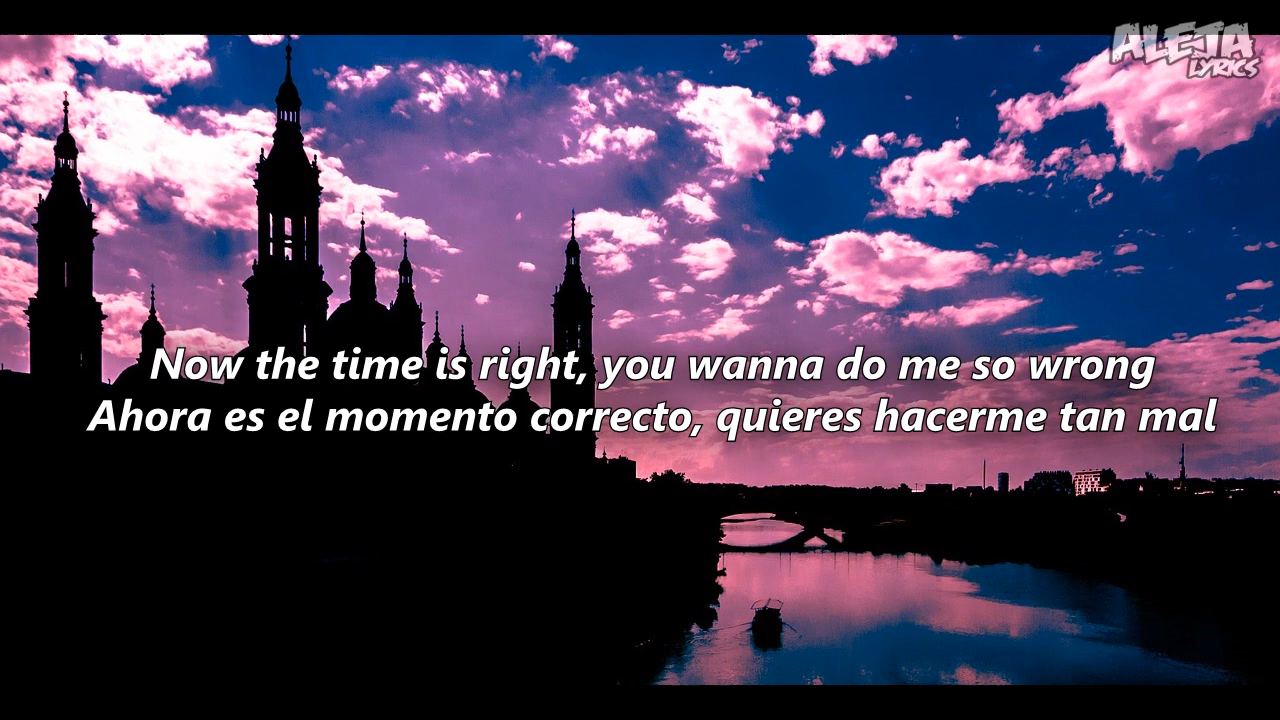 ALEJA
LYRICS
Now the time is right, you wanna do me so wrong
Ahora es el momento correcto, quieres hacerme tan mal